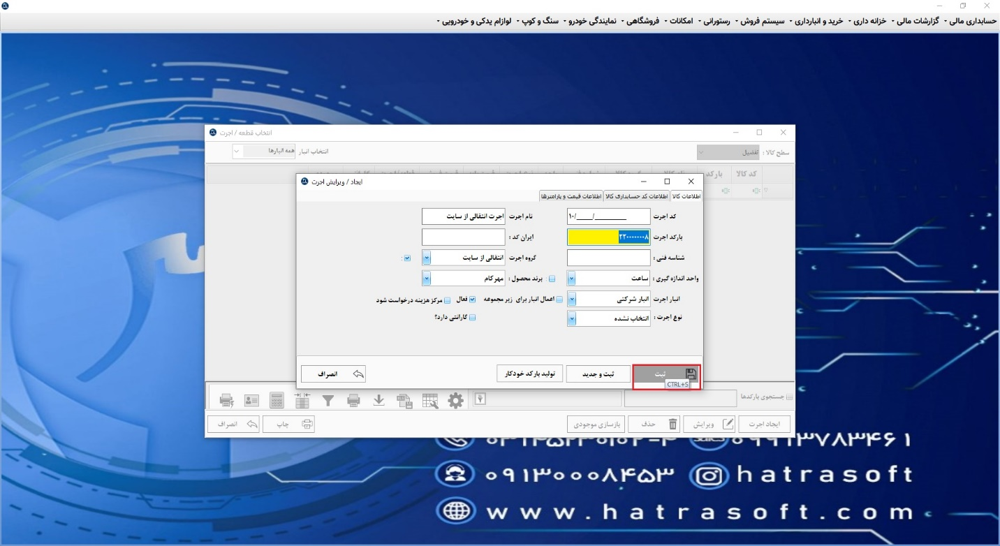 حسابداری مالی - گزارشات مالی - خزانه داری - خرید و انبارداری - سیستم فروش - رستورانی - امکانات - فروشگاهی - نمایندگی خودرو - سنگ و کوپ - لوازام یدکی و خودرویی -
انتخاب قطعه / اجرت
سطح کالا : تفضیل انتخاب انبار همه انبارها
کد کالا بارکد
ایجاد / ویرایش اجرت
اطلاعات کالا اطلاعات کد حسابداری کالا اطلاعات قیمت و پارامترها
کد اجرت ۱۰/___/________ نام اجرت اجرت انتقالی از سایت
بارکد اجرت ۲۲۰۰۰۰۰۰۰۸ ایران کد :
شناسه فنی : گروه اجرت انتقالی از سایت :
واحد اندازه گیری : ساعت : برند محصول : مهرکام
انبار اجرت انبار شرکتی اعمال انبار برای زیر مجموعه فعال مرکز هزینه درخواست شود
نوع اجرت : انتخاب نشده گارانتی دارد؟
ثبت ثبت و جدید تولید بارکد خودکار انصراف
CTRL+S
جستجوی بارکدها
ایجاد اجرت ویرایش حذف بازسازی موجودی چاپ انصراف
۰۹۱۳۰۰۰۸۴۵۳ hatrasoft
www.hatrasoft.com